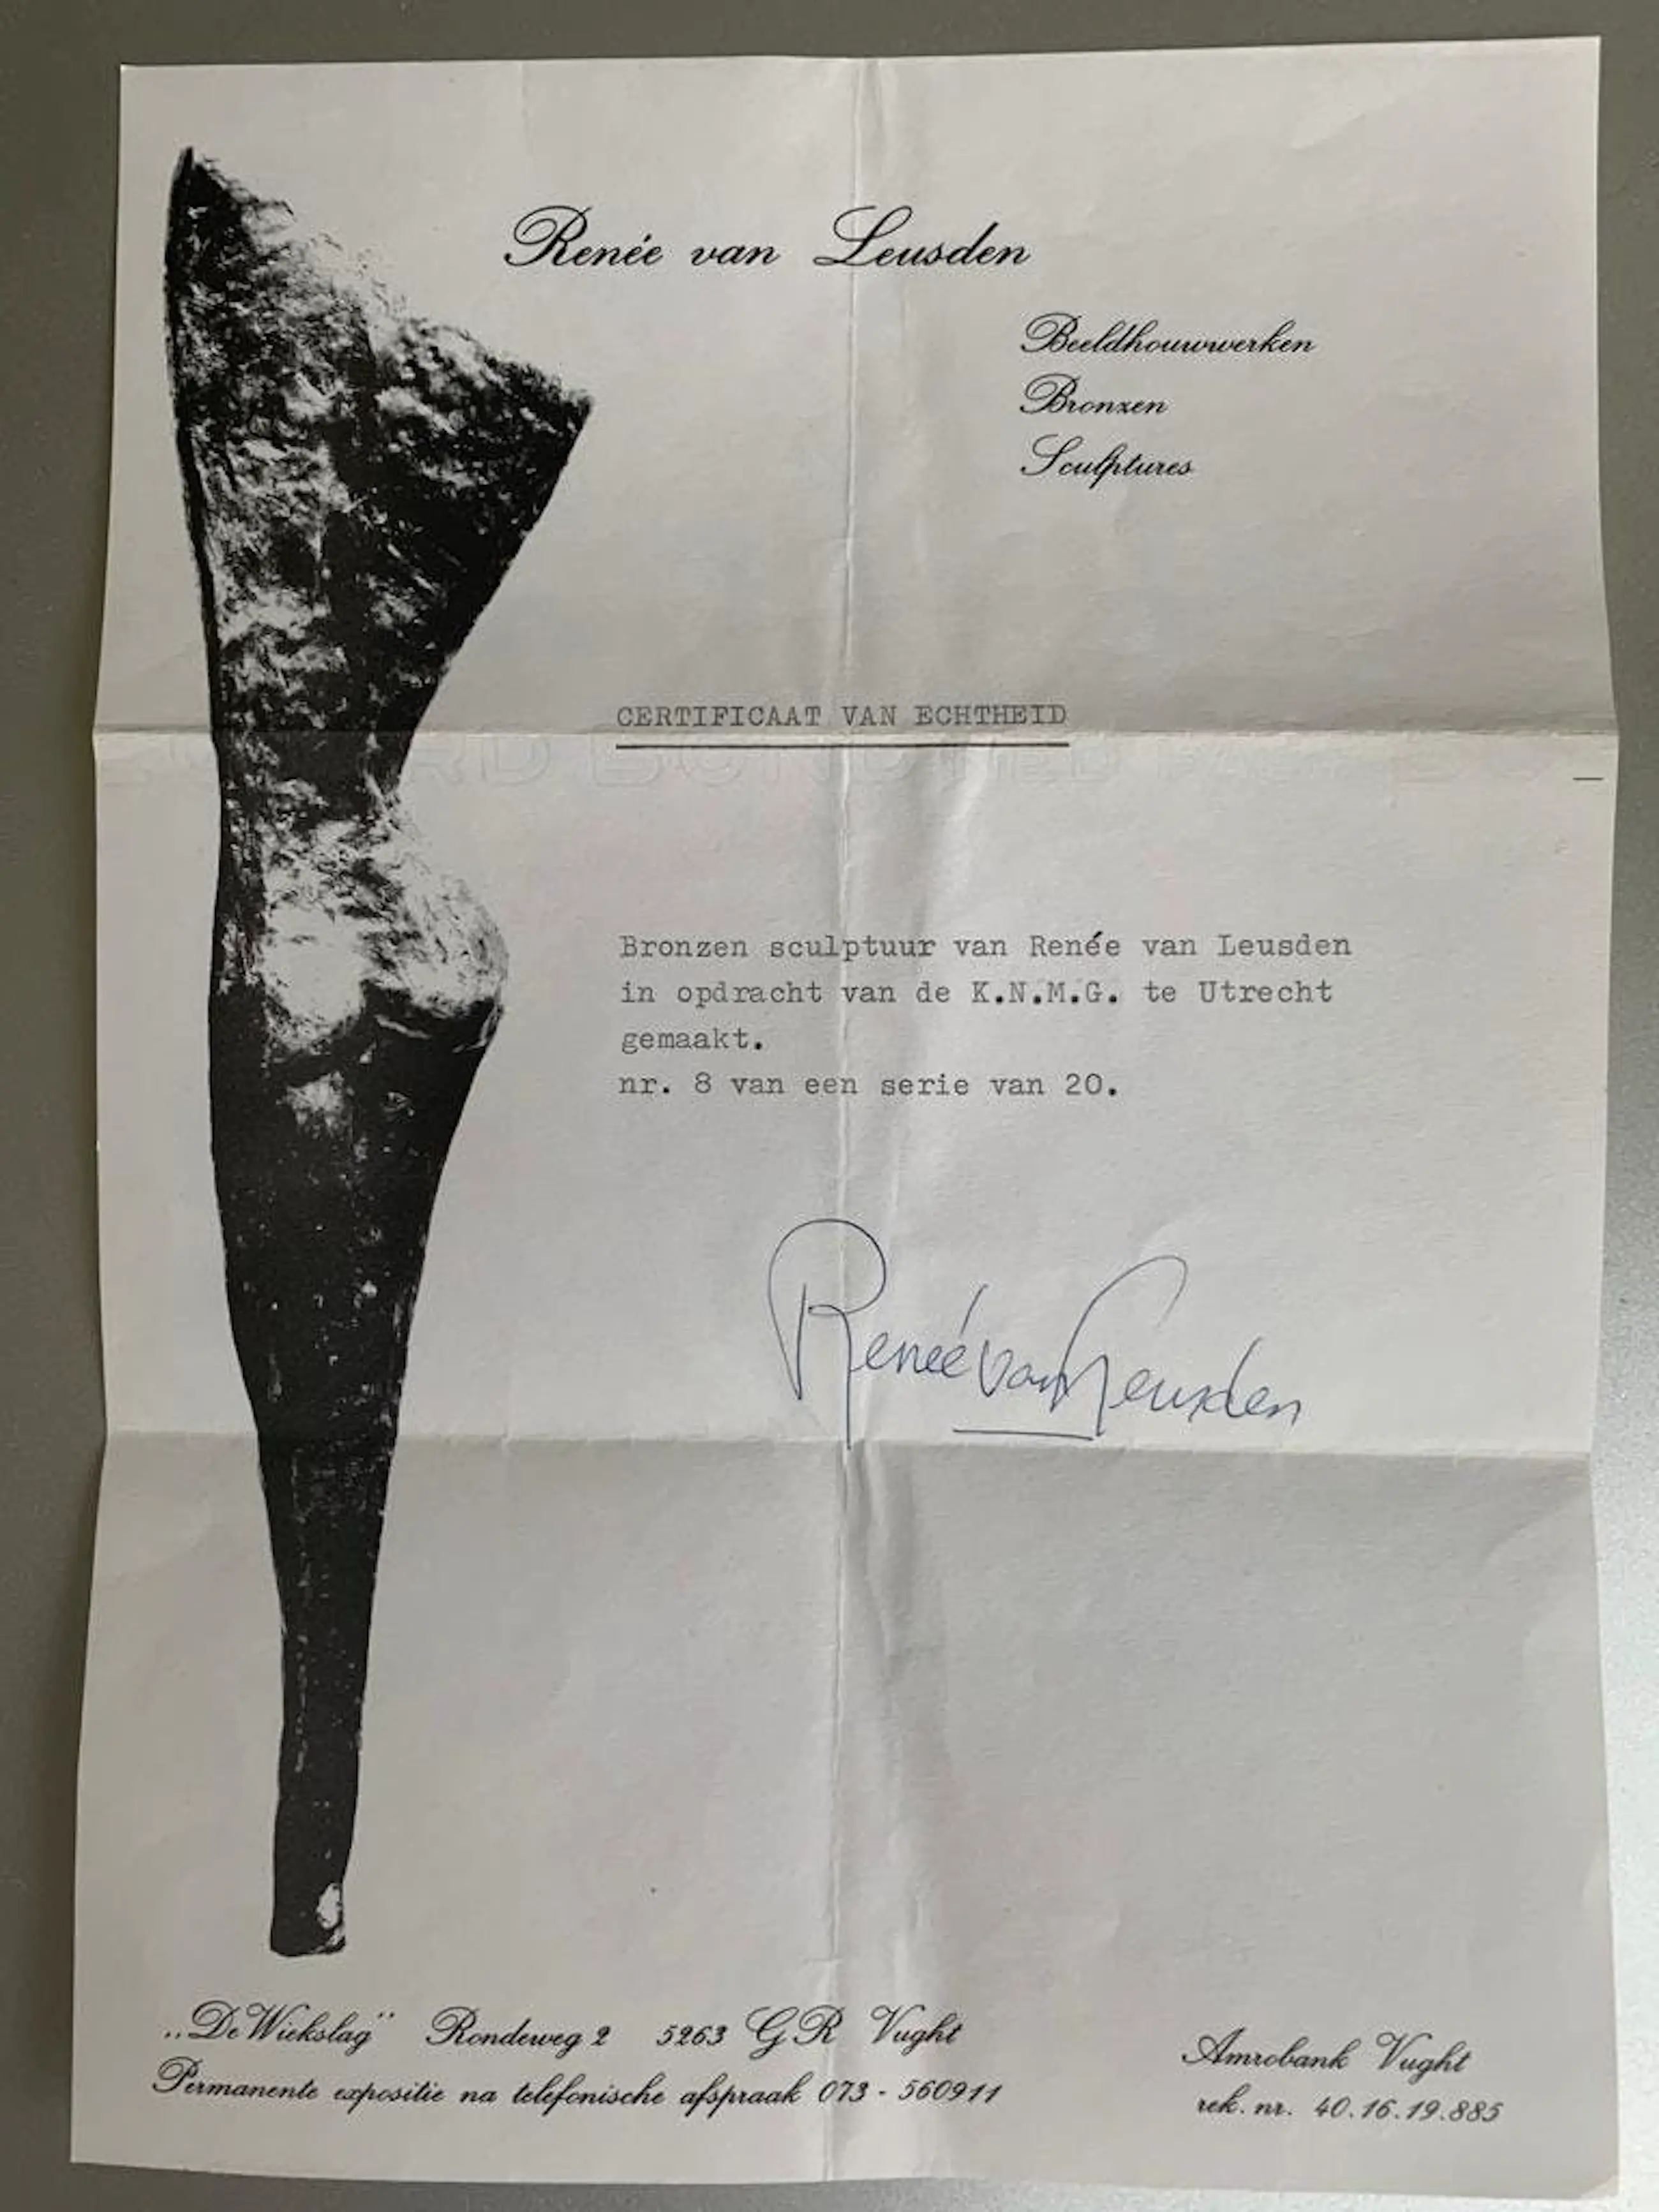 Renée van Leusden
Beeldhouwwerken
Bronzen
Sculptures
CERTIFICAAT VAN ECHTHEID
Bronzen sculptuur van Renée van Leusden
in opdracht van de K.N.M.G. te Utrecht
gemaakt.
nr. 8 van een serie van 20.
Renée van Leusden
„De Wiekslag” Rondeweg 2 5263 GR Vught
Permanente expositie na telefonische afspraak 073 - 560911
Amrobank Vught
rek. nr. 40.16.19.885